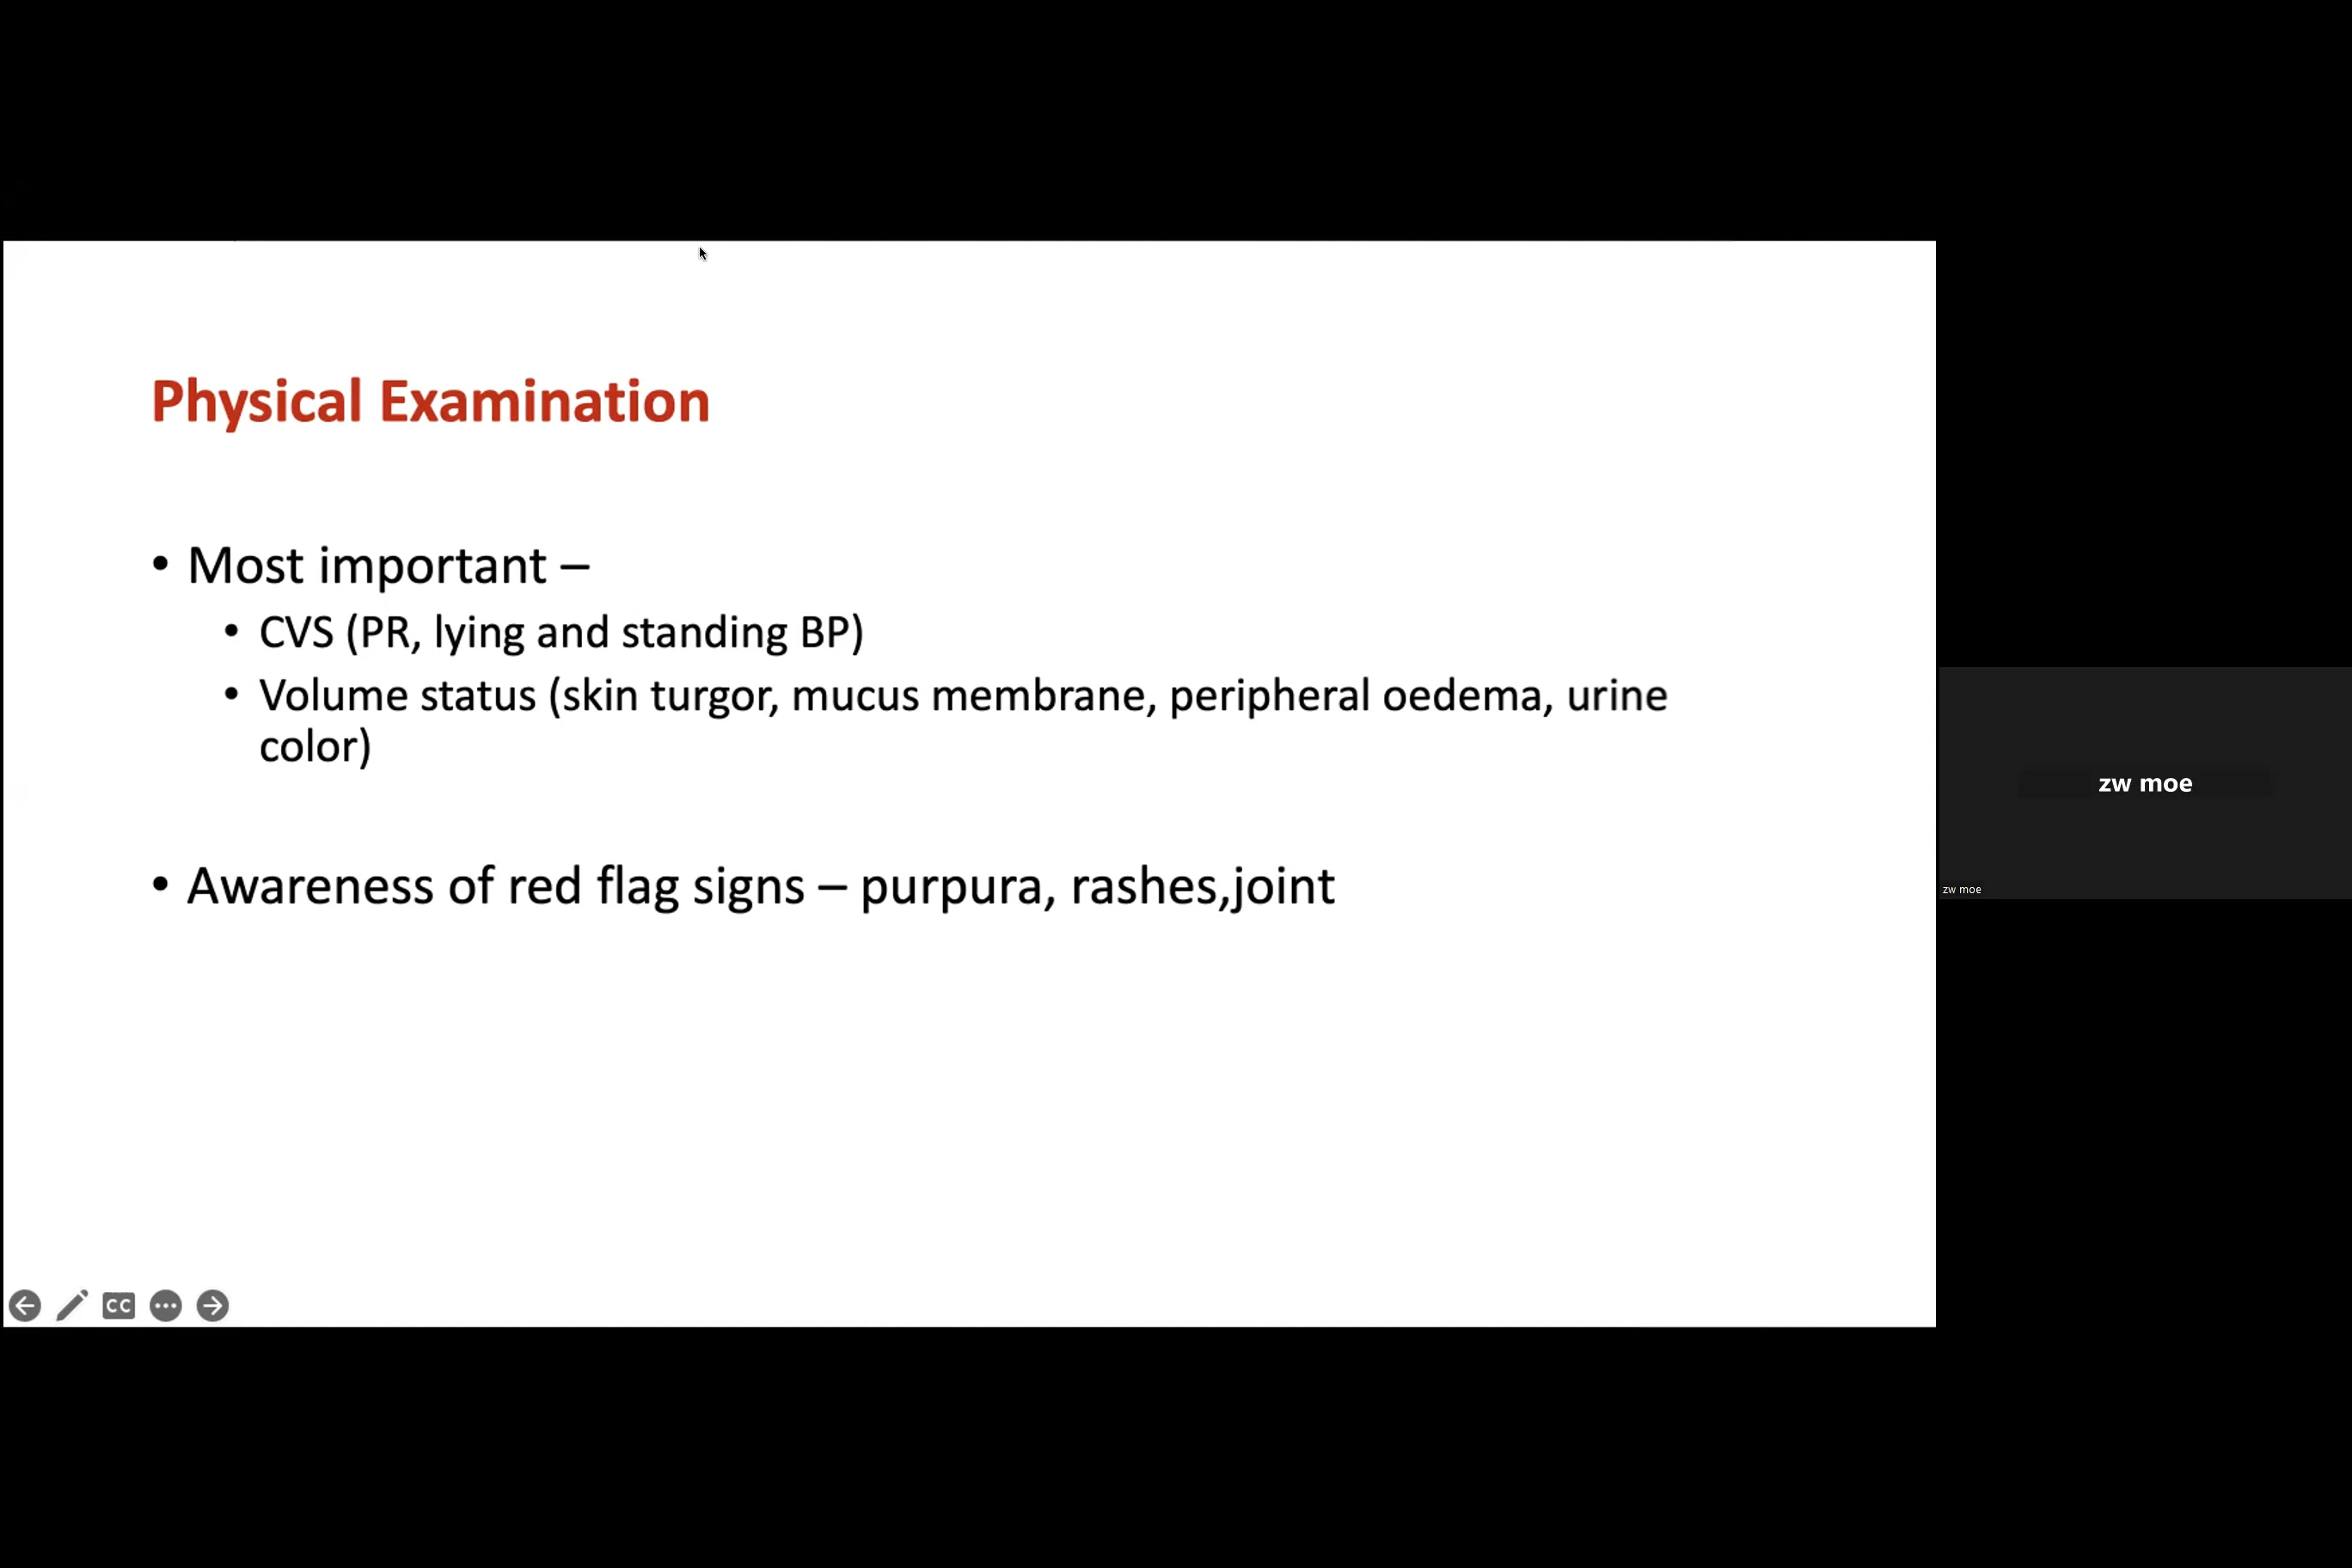 Physical Examination
• Most important –
• CVS (PR, lying and standing BP)
• Volume status (skin turgor, mucus membrane, peripheral oedema, urine
color)
• Awareness of red flag signs – purpura, rashes,joint
zw moe
zw moe
CC